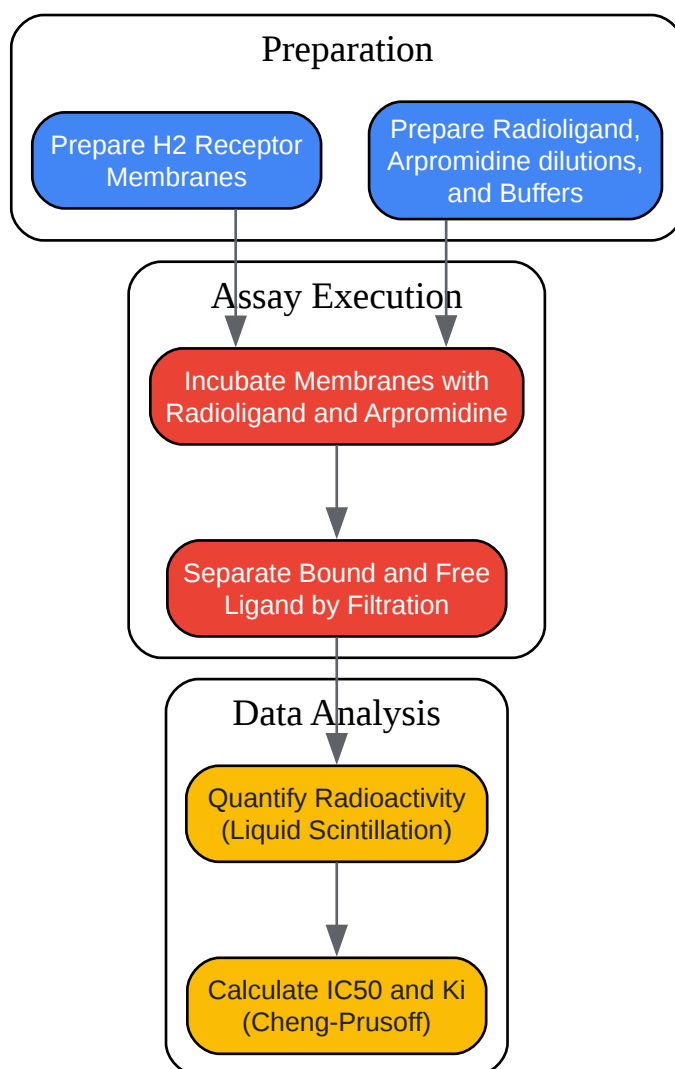 Preparation
Prepare H2 Receptor
Membranes
Prepare Radioligand,
Arpromidine dilutions,
and Buffers
Assay Execution
Incubate Membranes with
Radioligand and Arpromidine
Separate Bound and Free
Ligand by Filtration
Data Analysis
Quantify Radioactivity
(Liquid Scintillation)
Calculate IC50 and Ki
(Cheng-Prusoff)